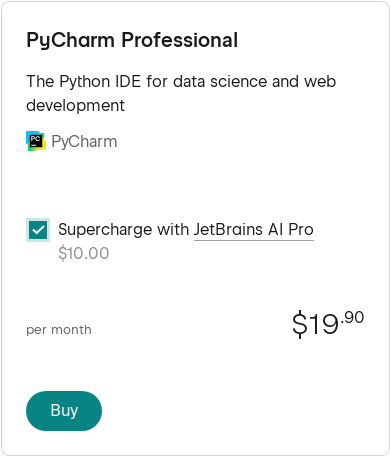 PyCharm Professional
The Python IDE for data science and web
development
PC
PyCharm
Supercharge with JetBrains AI Pro
$10.00
per month
$19.90
Buy